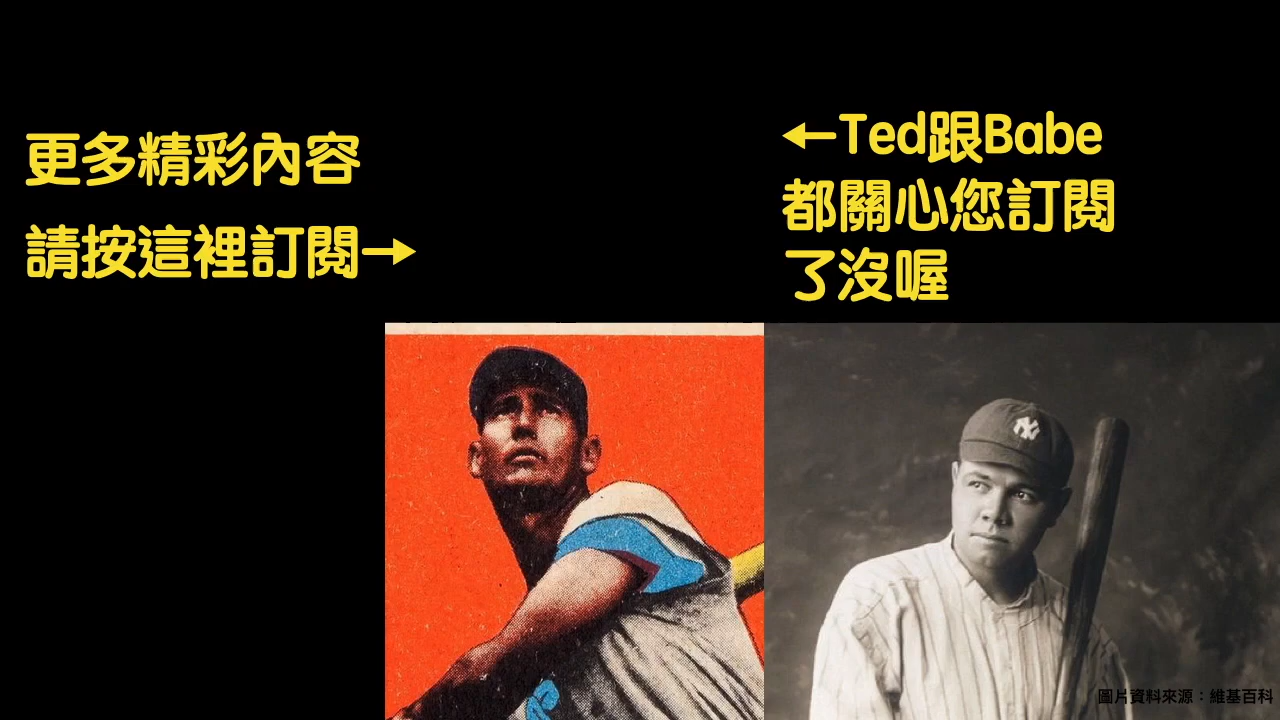 更多精彩內容
請按這裡訂閱→
←Ted跟Babe
都關心您訂閱
了沒喔
NY
圖片資料來源：維基百科